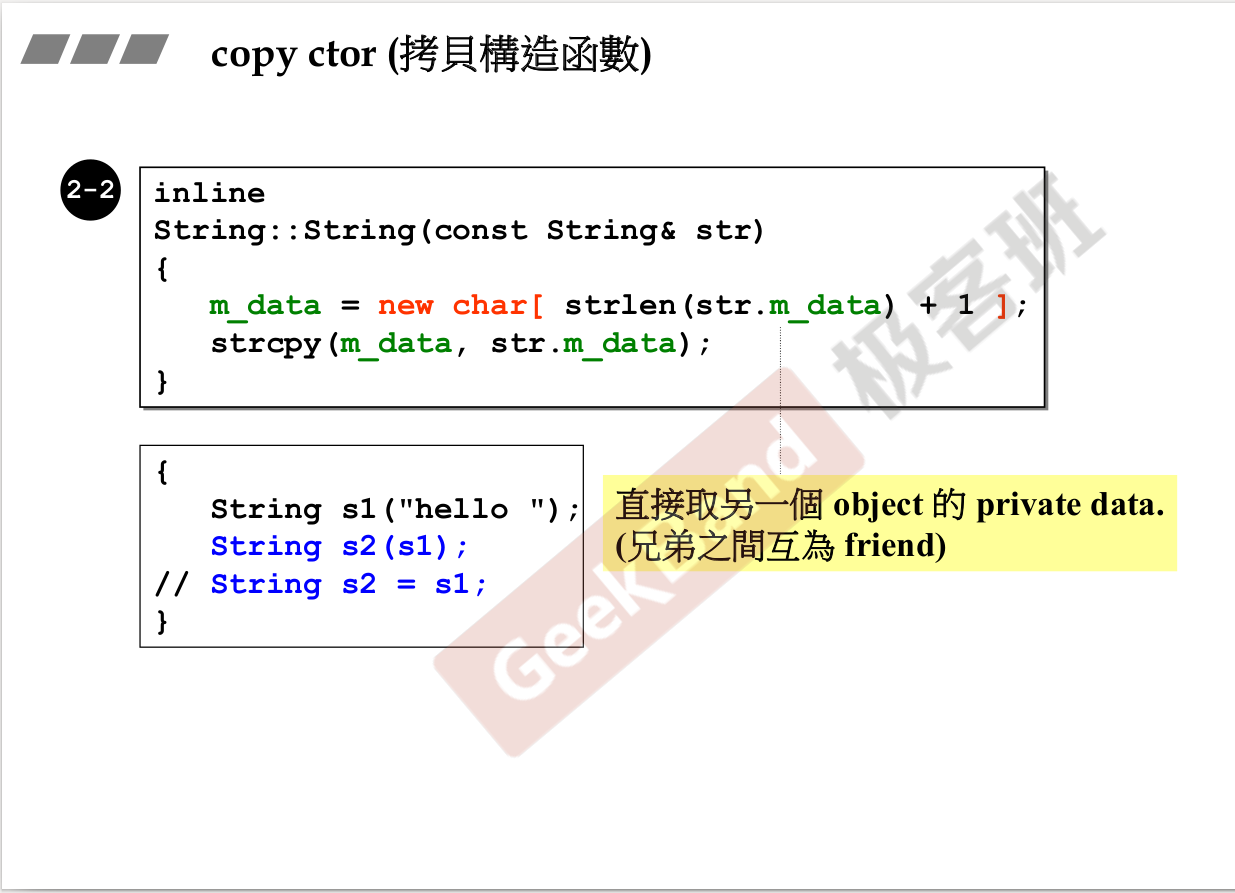 copy ctor (拷貝構造函數)
2-2
inline
String::String(const String& str)
{
   m_data = new char[ strlen(str.m_data) + 1 ];
   strcpy(m_data, str.m_data);
}
{
   String s1("hello ");
   String s2(s1);
// String s2 = s1;
}
直接取另一個 object 的 private data.
(兄弟之間互為 friend)
GeekBand 极客班